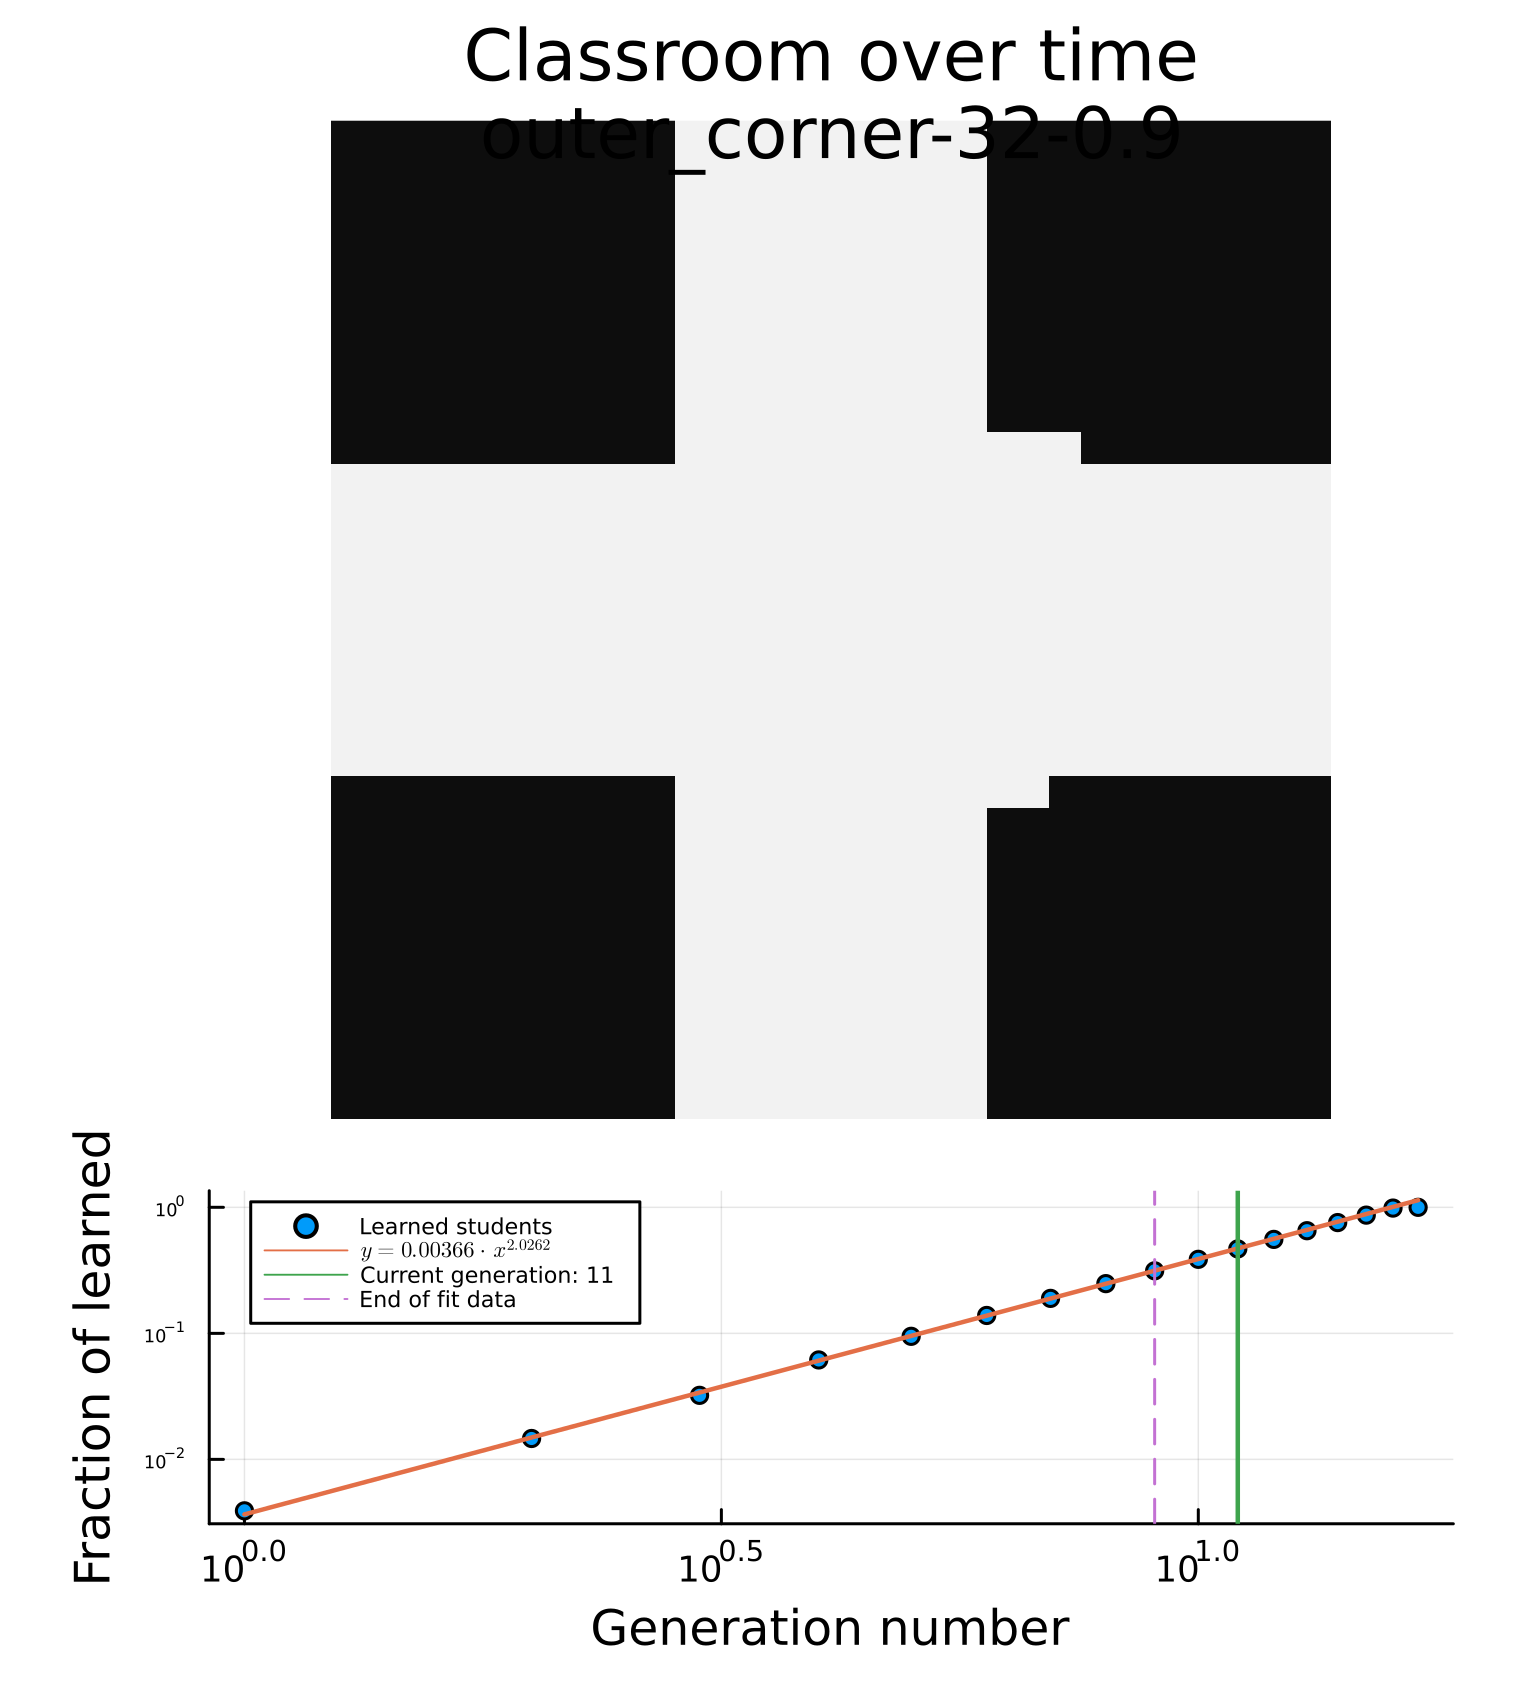 Classroom over time
outer_corner-32-0.9
Fraction of learned
10^0
10^-1
10^-2
Learned students
y = 0.00366 · x^2.0262
Current generation: 11
End of fit data
10^0.0
10^0.5
10^1.0
Generation number